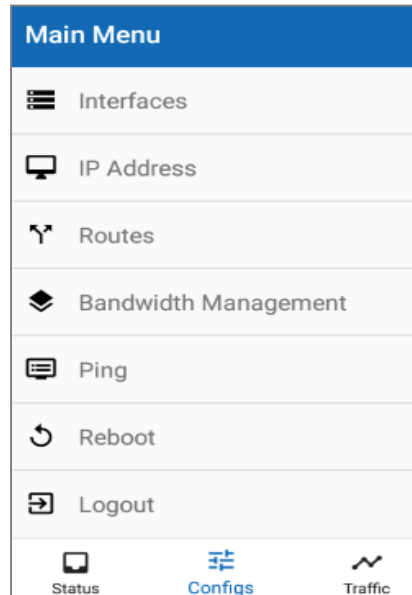 Main Menu
Interfaces
IP Address
Routes
Bandwidth Management
Ping
Reboot
Logout
Status Configs Traffic